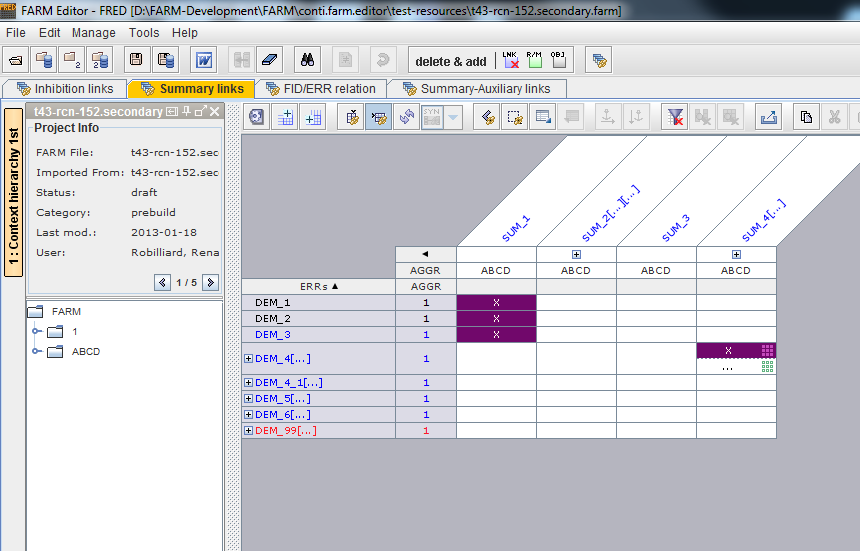 FRED FARM Editor - FRED [D:\FARM-Development\FARM\conti.farm.editor\test-resources\t43-rcn-152.secondary.farm]
File Edit Manage Tools Help
2 2 W delete & add LNK R/M OBJ
Inhibition links Summary links FID/ERR relation Summary-Auxiliary links
1 : Context hierarchy 1st
t43-rcn-152.secondary
SYN
Project Info
FARM File: t43-rcn-152.sec
Imported From: t43-rcn-152.sec
Status: draft
Category: prebuild
Last mod.: 2013-01-18
User: Robilliard, Rena
1 / 5
FARM
1
ABCD
SUM_1 SUM_2[...][...] SUM_3 SUM_4[...]
AGGR ABCD ABCD ABCD ABCD
ERRs AGGR
DEM_1 1 X
DEM_2 1 X
DEM_3 1 X
DEM_4[...] 1 X
...
DEM_4_1[...] 1
DEM_5[...] 1
DEM_6[...] 1
DEM_99[...] 1